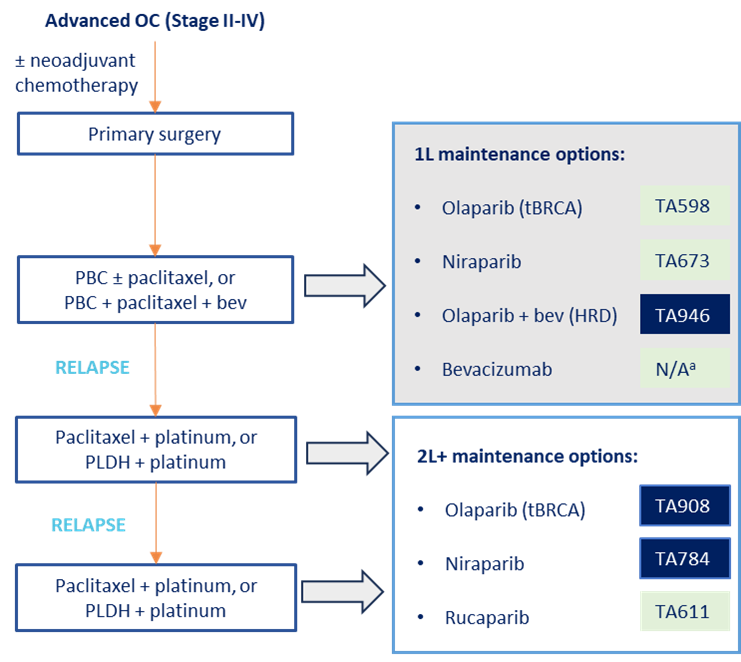 Advanced OC (Stage II-IV)
± neoadjuvant
chemotherapy
Primary surgery
PBC ± paclitaxel, or
PBC + paclitaxel + bev
RELAPSE
Paclitaxel + platinum, or
PLDH + platinum
RELAPSE
Paclitaxel + platinum, or
PLDH + platinum
1L maintenance options:
• Olaparib (tBRCA) TA598
• Niraparib TA673
• Olaparib + bev (HRD) TA946
• Bevacizumab N/Aª
2L+ maintenance options:
• Olaparib (tBRCA) TA908
• Niraparib TA784
• Rucaparib TA611